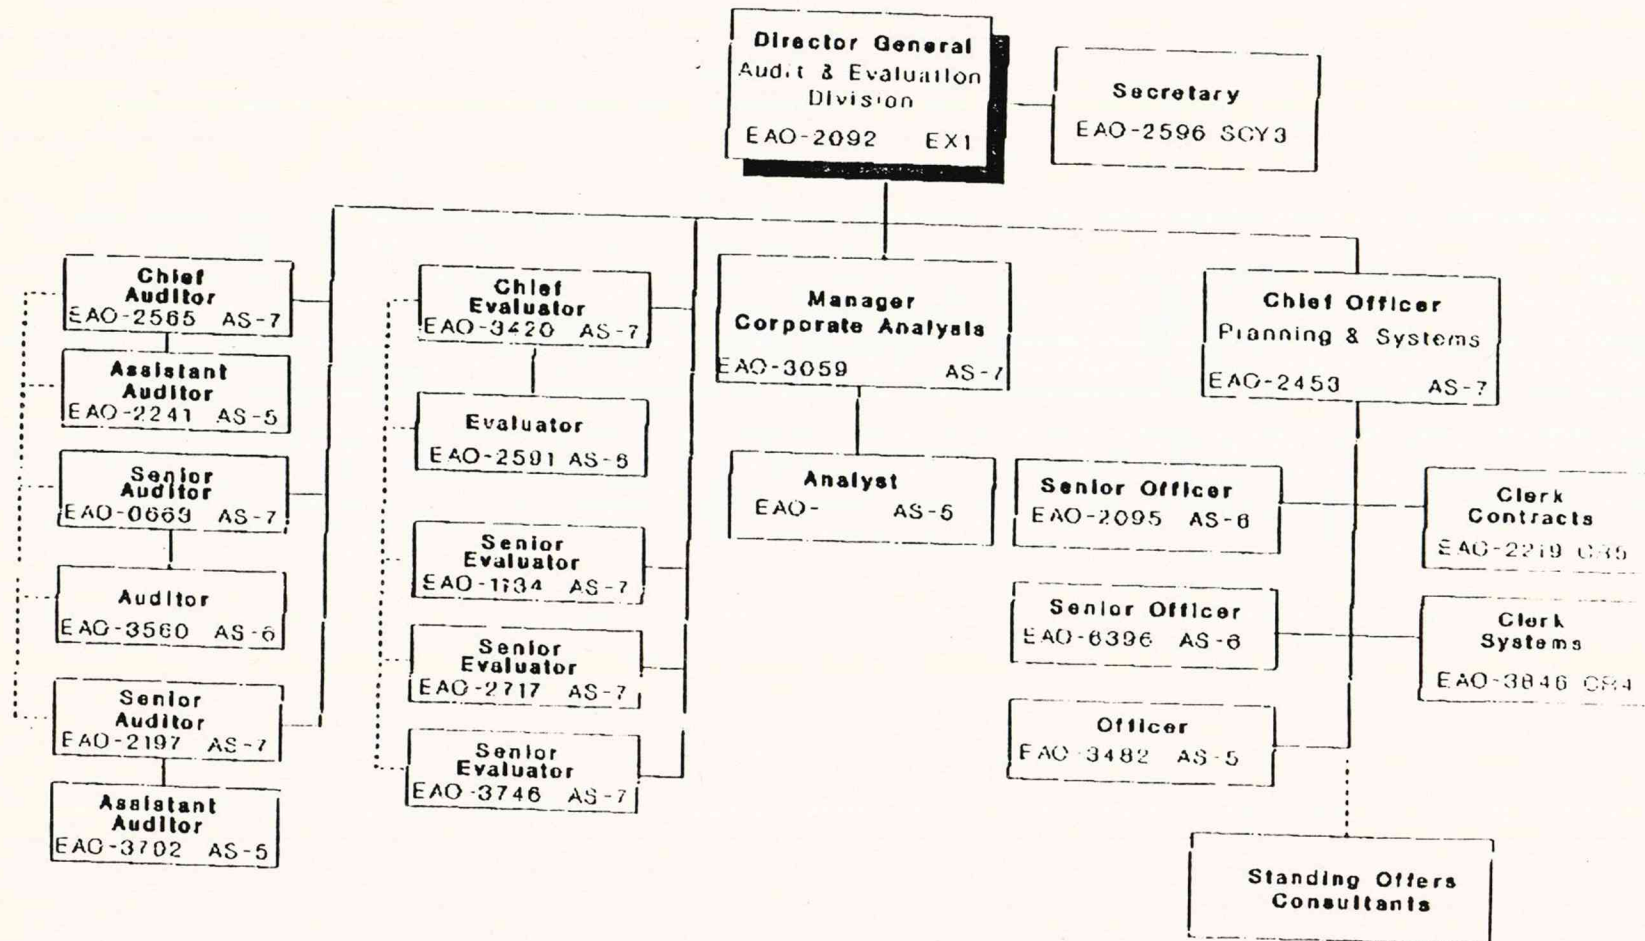 Director General
Audit & Evaluation
Division
EAO-2092 EX1
Secretary
EAO-2596 SCY3
Chief
Auditor
EAO-2565 AS-7
Assistant
Auditor
EAO-2241 AS-5
Senior
Auditor
EAO-0663 AS-7
Auditor
EAO-3560 AS-6
Senior
Auditor
EAO-2197 AS-7
Assistant
Auditor
EAO-3702 AS-5
Chief
Evaluator
EAO-3420 AS-7
Evaluator
EAO-2591 AS-6
Senior
Evaluator
AS-7
Senior
Evaluator
EAO-2717 AS-7
Senior
Evaluator
EAO-3746 AS-7
Manager
Corporate Analysis
EAO-3059 AS-7
Analyst
EAO- AS-5
Chief Officer
Planning & Systems
EAO-2453 AS-7
Senior Officer
EAO-2095 AS-6
Senior Officer
EAO-6396 AS-6
Officer
EAO-3482 AS-5
Clerk
Contracts
EAO-2219 CR5
Clerk
Systems
EAO-3846 CR4
Standing Offers
Consultants